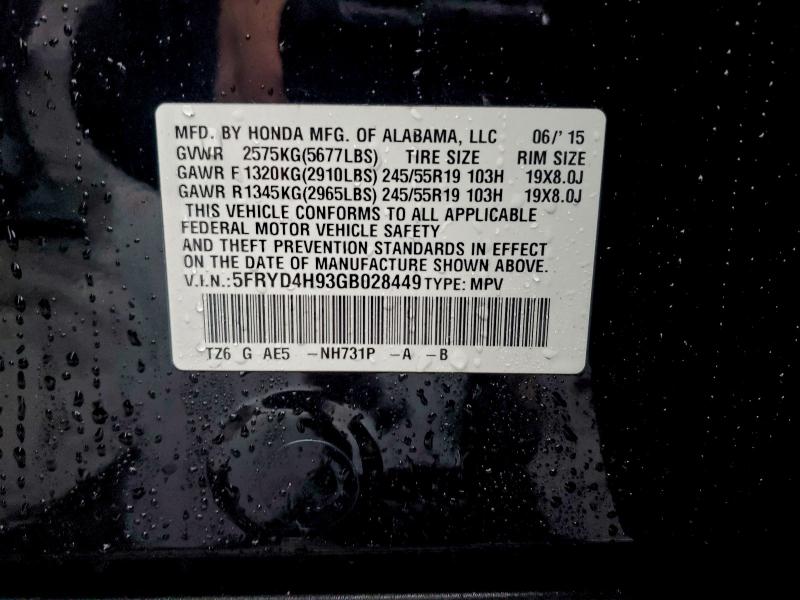 MFD. BY HONDA MFG. OF ALABAMA, LLC 06/'15
GVWR 2575KG(5677LBS) TIRE SIZE RIM SIZE
GAWR F 1320KG(2910LBS) 245/55R19 103H 19X8.0J
GAWR R1345KG(2965LBS) 245/55R19 103H 19X8.0J
THIS VEHICLE CONFORMS TO ALL APPLICABLE
FEDERAL MOTOR VEHICLE SAFETY
AND THEFT PREVENTION STANDARDS IN EFFECT
ON THE DATE OF MANUFACTURE SHOWN ABOVE.
V.I.N.:5FRYD4H93GB028449 TYPE: MPV
TZ6 G AE5 -NH731P -A -B